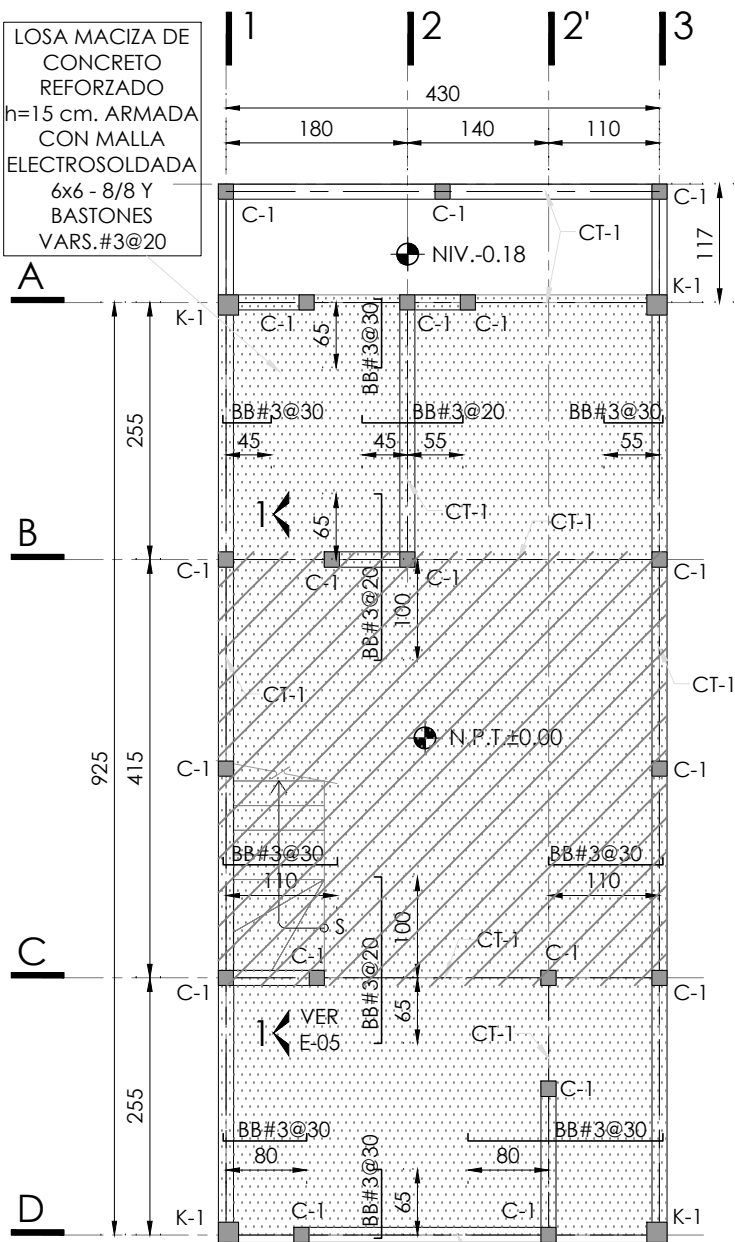 1
2
2'
3
LOSA MACIZA DE
CONCRETO
REFORZADO
h=15 cm. ARMADA
CON MALLA
ELECTROSOLDADA
6x6 - 8/8 Y
BASTONES
VARS.#3@20
430
180
140
110
C-1
C-1
C-1
CT-1
117
NIV.-0.18
A
K-1
C-1
C-1
C-1
K-1
65
BB#3@30
255
BB#3@30
BB#3@20
BB#3@30
45
45
55
55
1
65
CT-1
CT-1
B
C-1
C-1
C-1
C-1
BB#3@20
100
CT-1
CT-1
N.P.T.±0.00
925
415
C-1
C-1
BB#3@30
BB#3@30
110
110
S
100
BB#3@20
CT-1
C
C-1
C-1
C-1
C-1
1
VER
E-05
65
CT-1
C-1
255
BB#3@30
BB#3@30
80
80
BB#3@30
65
D
K-1
C-1
C-1
K-1